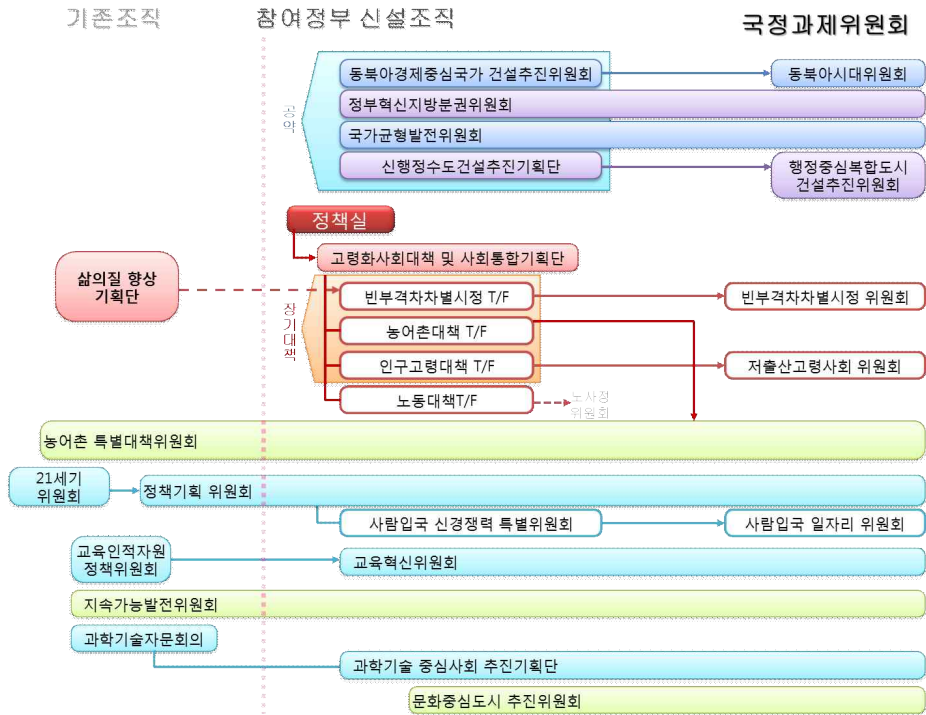 기존조직
참여정부 신설조직
국정과제위원회
공약
동북아경제중심국가 건설추진위원회
동북아시대위원회
정부혁신지방분권위원회
국가균형발전위원회
신행정수도건설추진기획단
행정중심복합도시
건설추진위원회
정책실
고령화사회대책 및 사회통합기획단
삶의질 향상
기획단
장기대책
빈부격차차별시정 T/F
빈부격차차별시정 위원회
농어촌대책 T/F
인구고령대책 T/F
저출산고령사회 위원회
노동대책T/F
노사정
위원회
농어촌 특별대책위원회
21세기
위원회
정책기획 위원회
사람입국 신경쟁력 특별위원회
사람입국 일자리 위원회
교육인적자원
정책위원회
교육혁신위원회
지속가능발전위원회
과학기술자문회의
과학기술 중심사회 추진기획단
문화중심도시 추진위원회